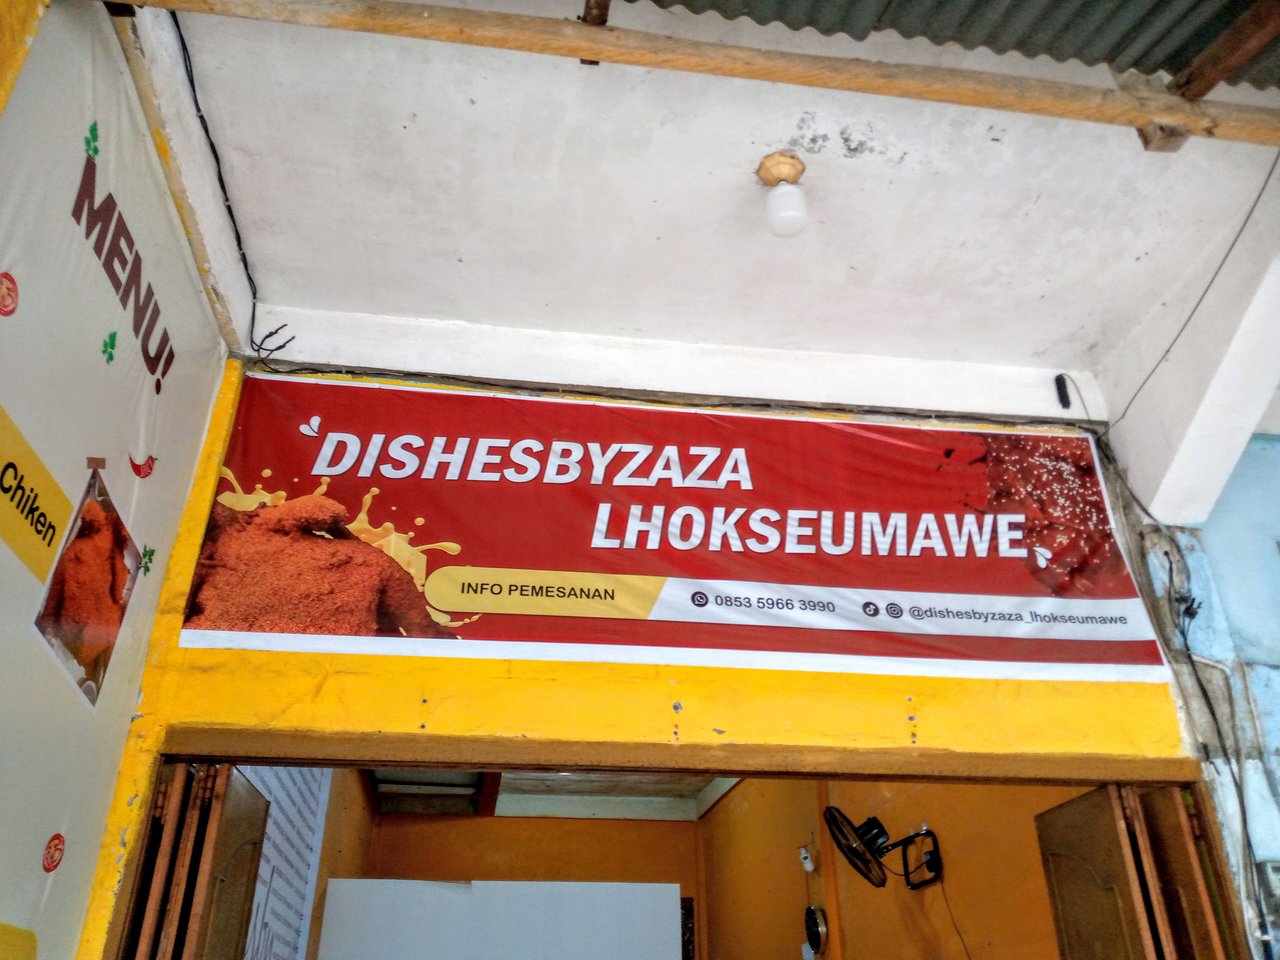 MENU!
Chiken
DISHESBYZAZA
LHOKSEUMAWE
INFO PEMESANAN
0853 5966 3990
@dishesbyzaza_lhokseumawe